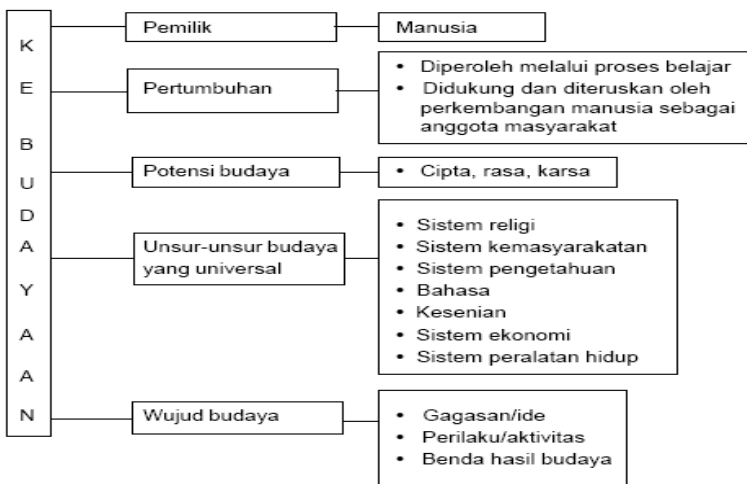 KEBUDAYAAN
Pemilik
Manusia
Pertumbuhan
• Diperoleh melalui proses belajar
• Didukung dan diteruskan oleh
perkembangan manusia sebagai
anggota masyarakat
Potensi budaya
• Cipta, rasa, karsa
Unsur-unsur budaya
yang universal
• Sistem religi
• Sistem kemasyarakatan
• Sistem pengetahuan
• Bahasa
• Kesenian
• Sistem ekonomi
• Sistem peralatan hidup
Wujud budaya
• Gagasan/ide
• Perilaku/aktivitas
• Benda hasil budaya